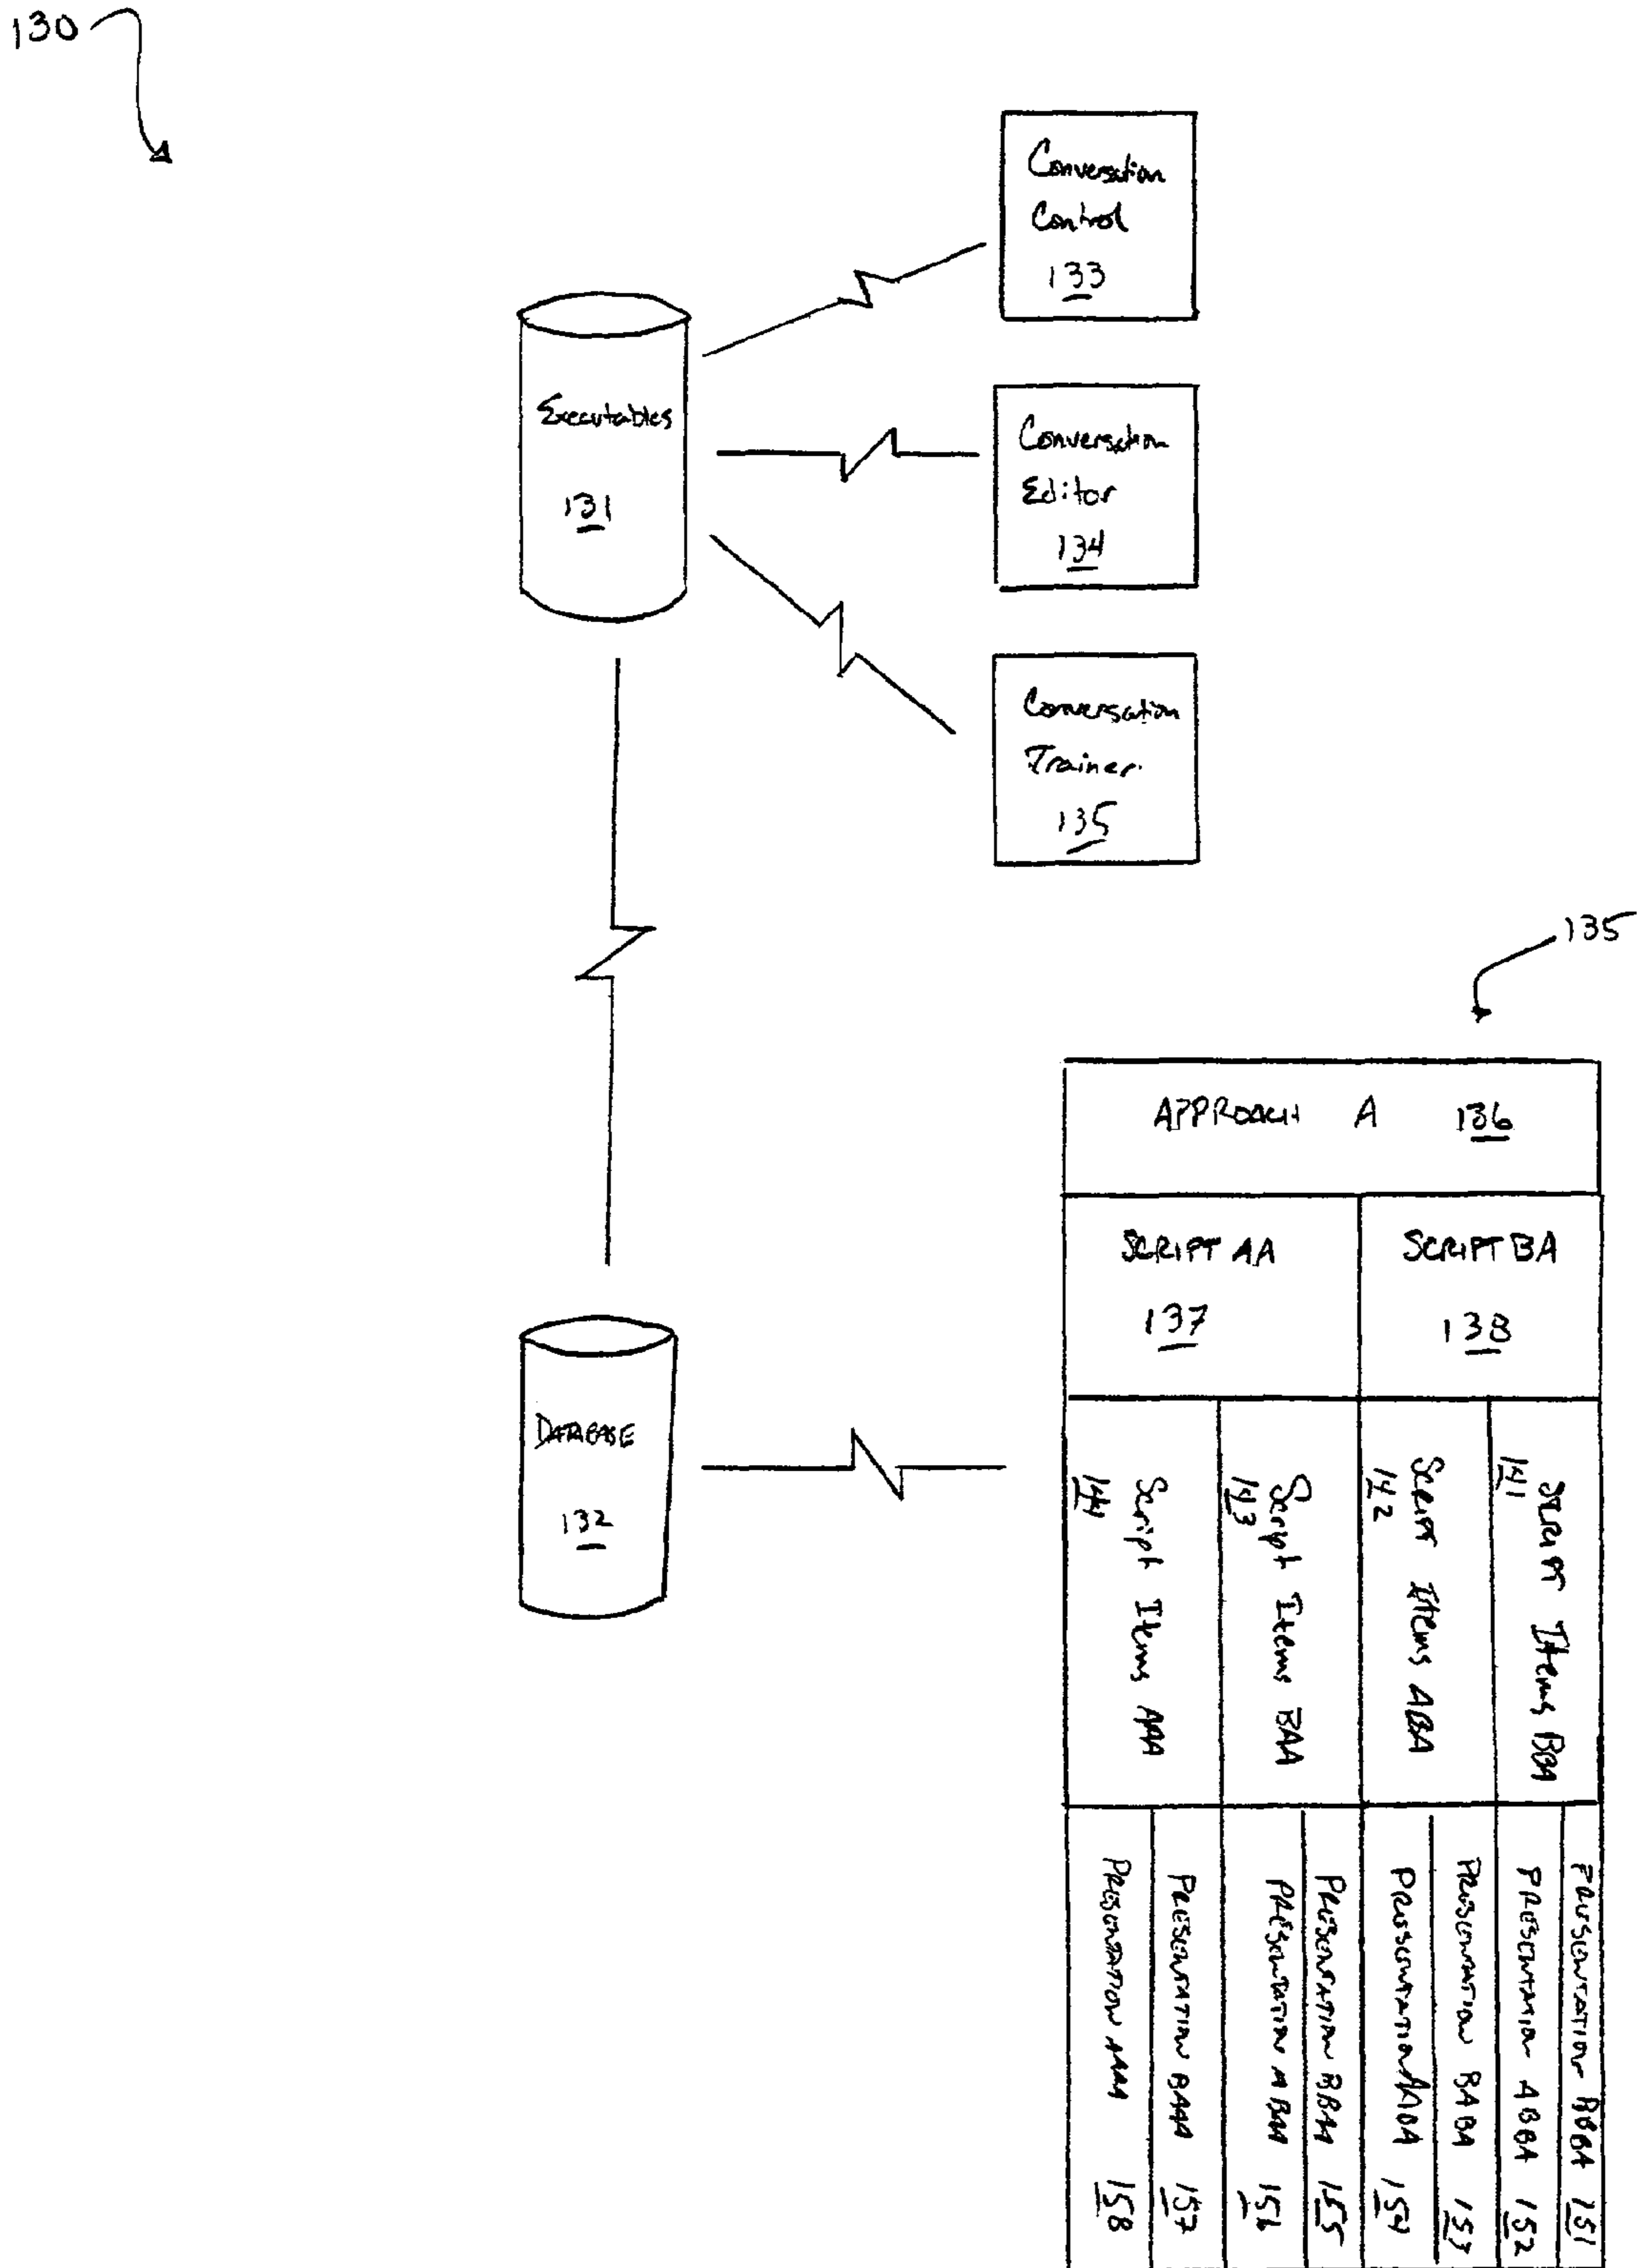 130
Conversation
Control
133
Executables
131
Conversation
Editor
134
Conversation
Trainer
135
135
APPROACH A 136
SCRIPT AA
137
SCRIPT BA
138
DATABASE
132
Script Items AAA
144
Script Items BAA
143
SCRIPT Items ABA
142
SCRIPT Items BBA
141
PRESENTATION AAAA 158
PRESENTATION BAAA 157
PRESENTATION ABAA 156
PRESENTATION BBAA 155
PRESENTATION 154
PRESENTATION BABA 153
PRESENTATION ABBA 152
PRESENTATION BBBA 151